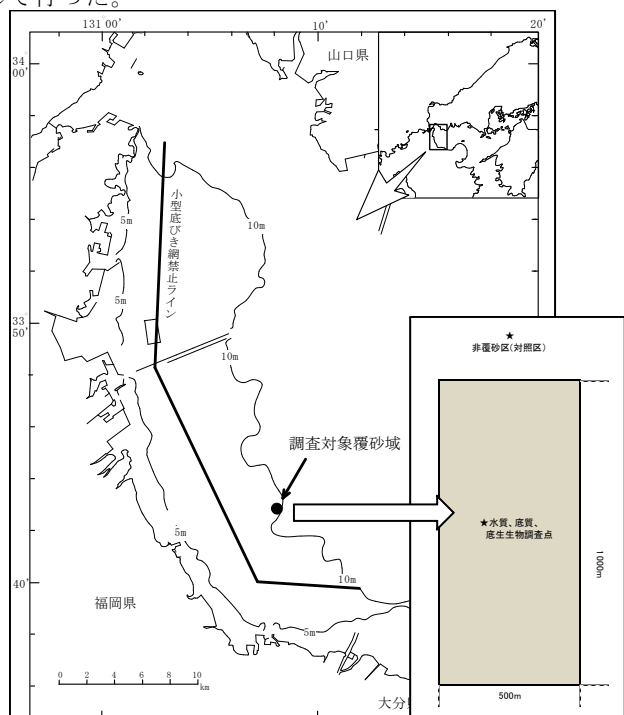 て行った。
131 00'
10'
20'
34
00'
山口県
5m
小型底びき網禁止ライン
10m
5m
33
50'
10m
★
非覆砂区(対照区)
調査対象覆砂域
★水質、底質、
底生生物調査点
1000m
5m
40'
10m
福岡県
5m
0 2 4 6 8 10
km
大分
500m